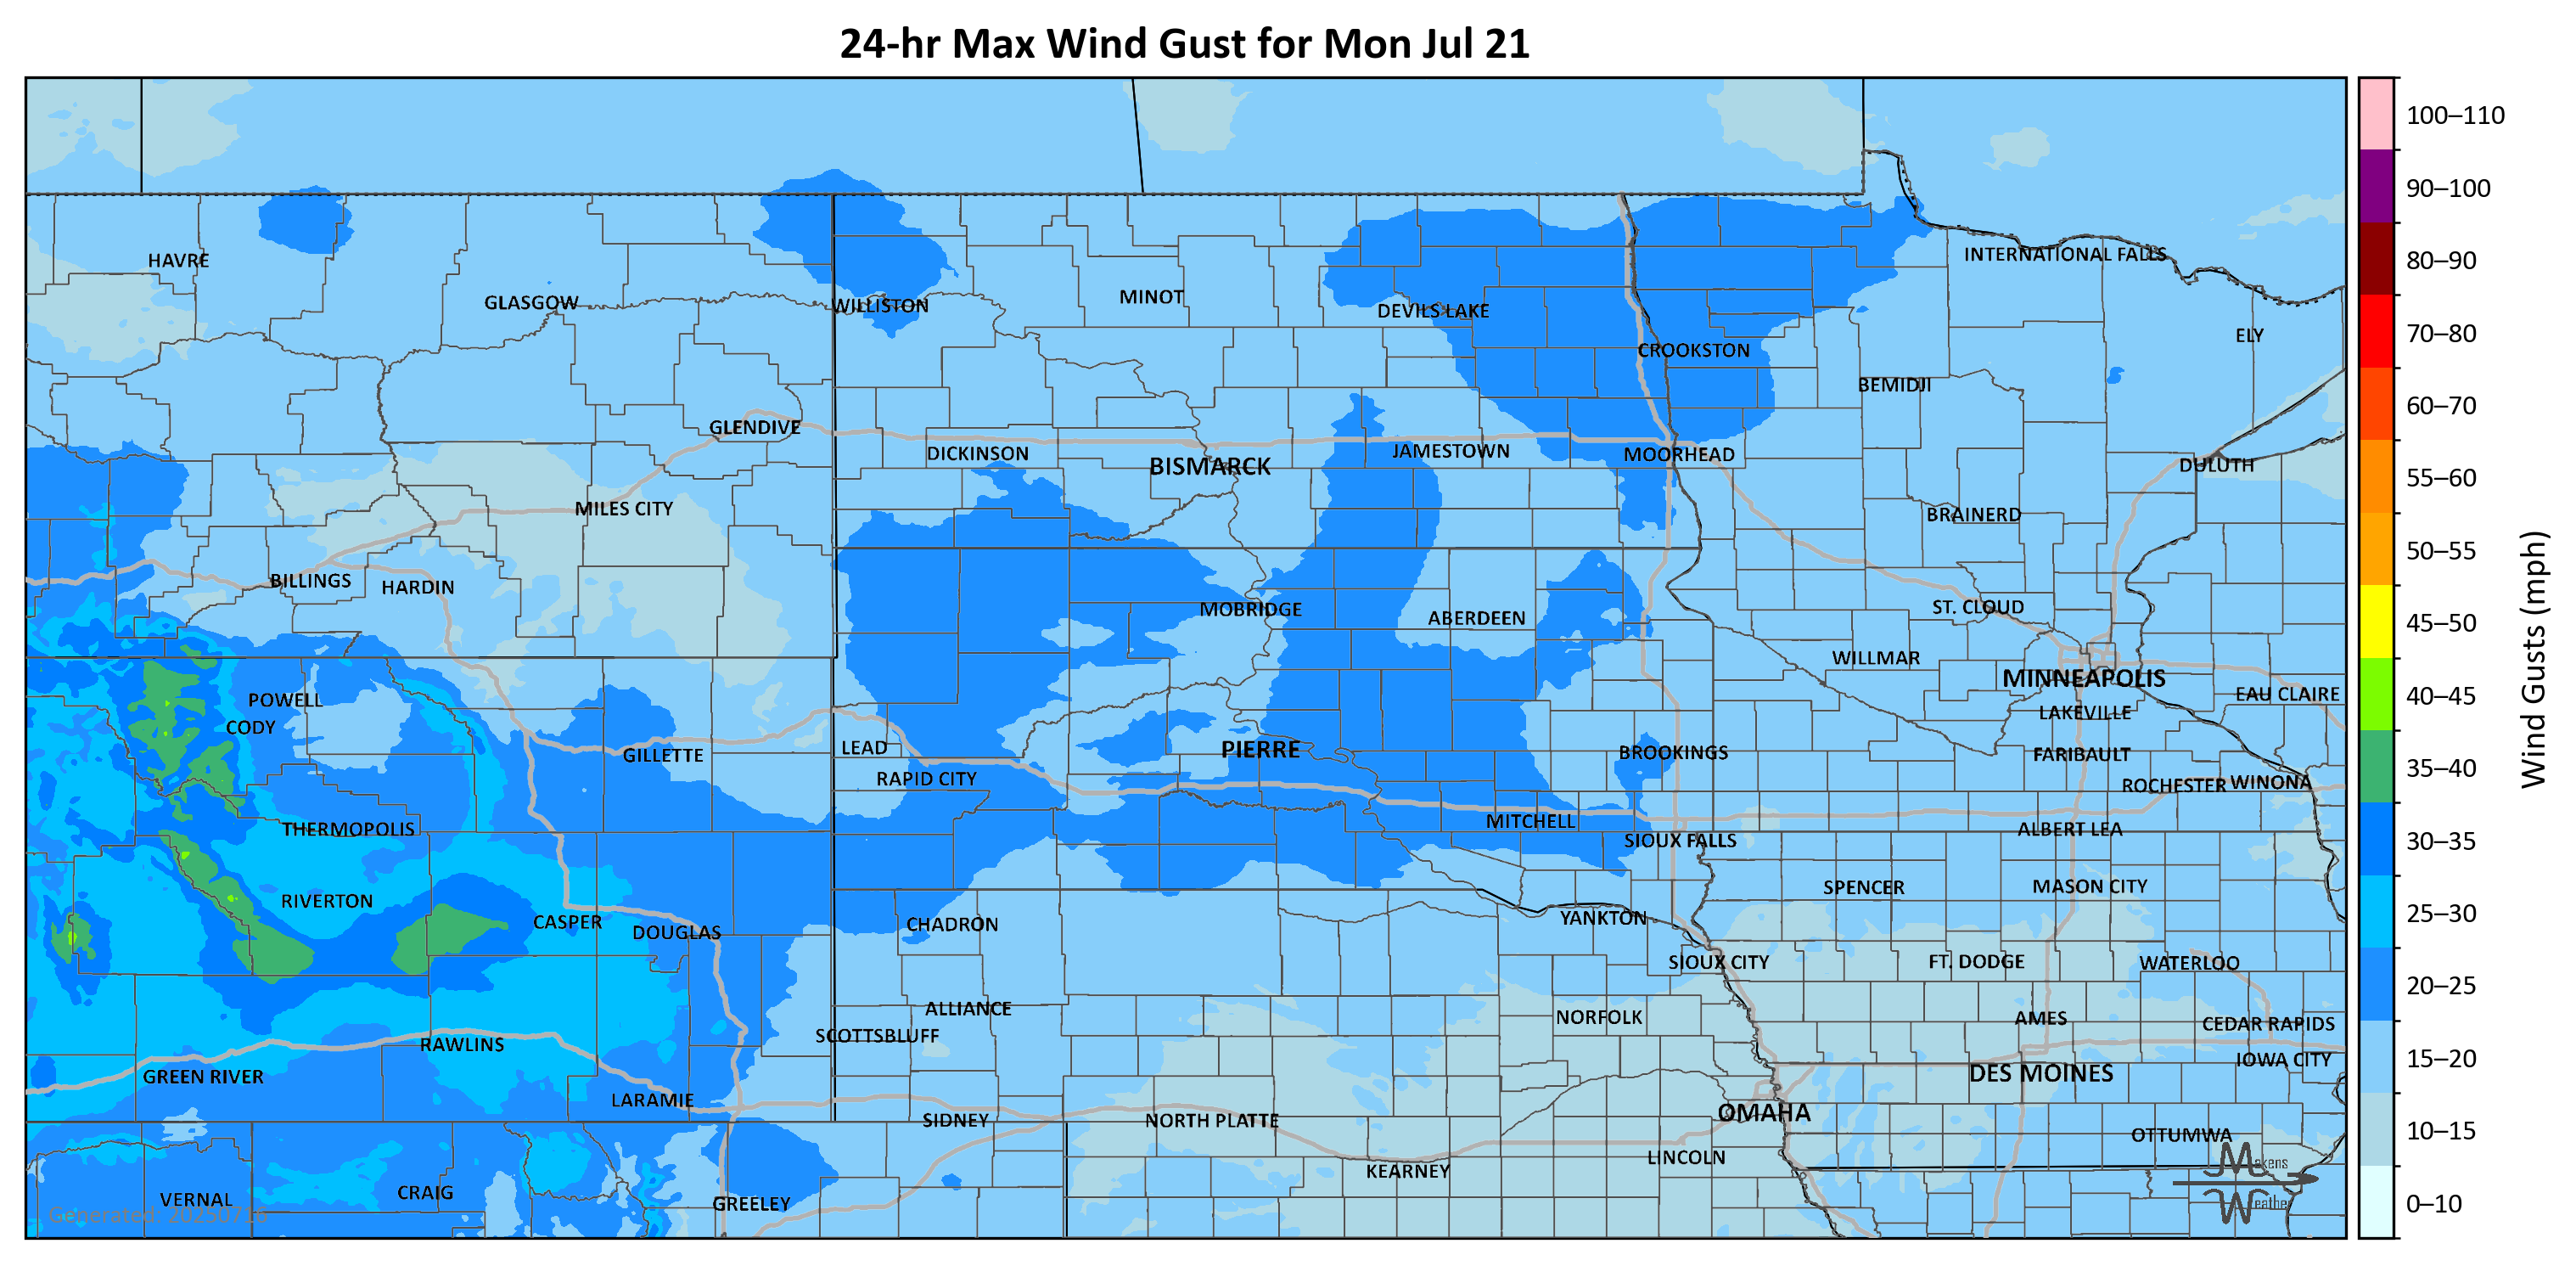 24-hr Max Wind Gust for Mon Jul 21
100–110
90–100
INTERNATIONAL FALLS
HAVRE
80–90
MINOT
GLASGOW
WILLISTON
DEVILS LAKE
70–80
ELY
CROOKSTON
BEMIDJI
60–70
GLENDIVE
DICKINSON
JAMESTOWN
MOORHEAD
BISMARCK
DULUTH
55–60
MILES CITY
BRAINERD
50–55
BILLINGS
HARDIN
MOBRIDGE
ABERDEEN
ST. CLOUD
45–50
WILLMAR
MINNEAPOLIS
POWELL
EAU CLAIRE
40–45
CODY
LAKEVILLE
Wind Gusts (mph)
LEAD
GILLETTE
PIERRE
BROOKINGS
FARIBAULT
35–40
RAPID CITY
ROCHESTER
WINONA
THERMOPOLIS
MITCHELL
ALBERT LEA
SIOUX FALLS
30–35
SPENCER
MASON CITY
RIVERTON
CASPER
DOUGLAS
CHADRON
YANKTON
25–30
SIOUX CITY
FT. DODGE
WATERLOO
20–25
ALLIANCE
NORFOLK
AMES
CEDAR RAPIDS
SCOTTSBLUFF
RAWLINS
15–20
IOWA CITY
GREEN RIVER
DES MOINES
LARAMIE
OMAHA
SIDNEY
NORTH PLATTE
OTTUMWA
10–15
LINCOLN
KEARNEY
Makens
Weather
VERNAL
CRAIG
GREELEY
0–10
Generated: 20250716